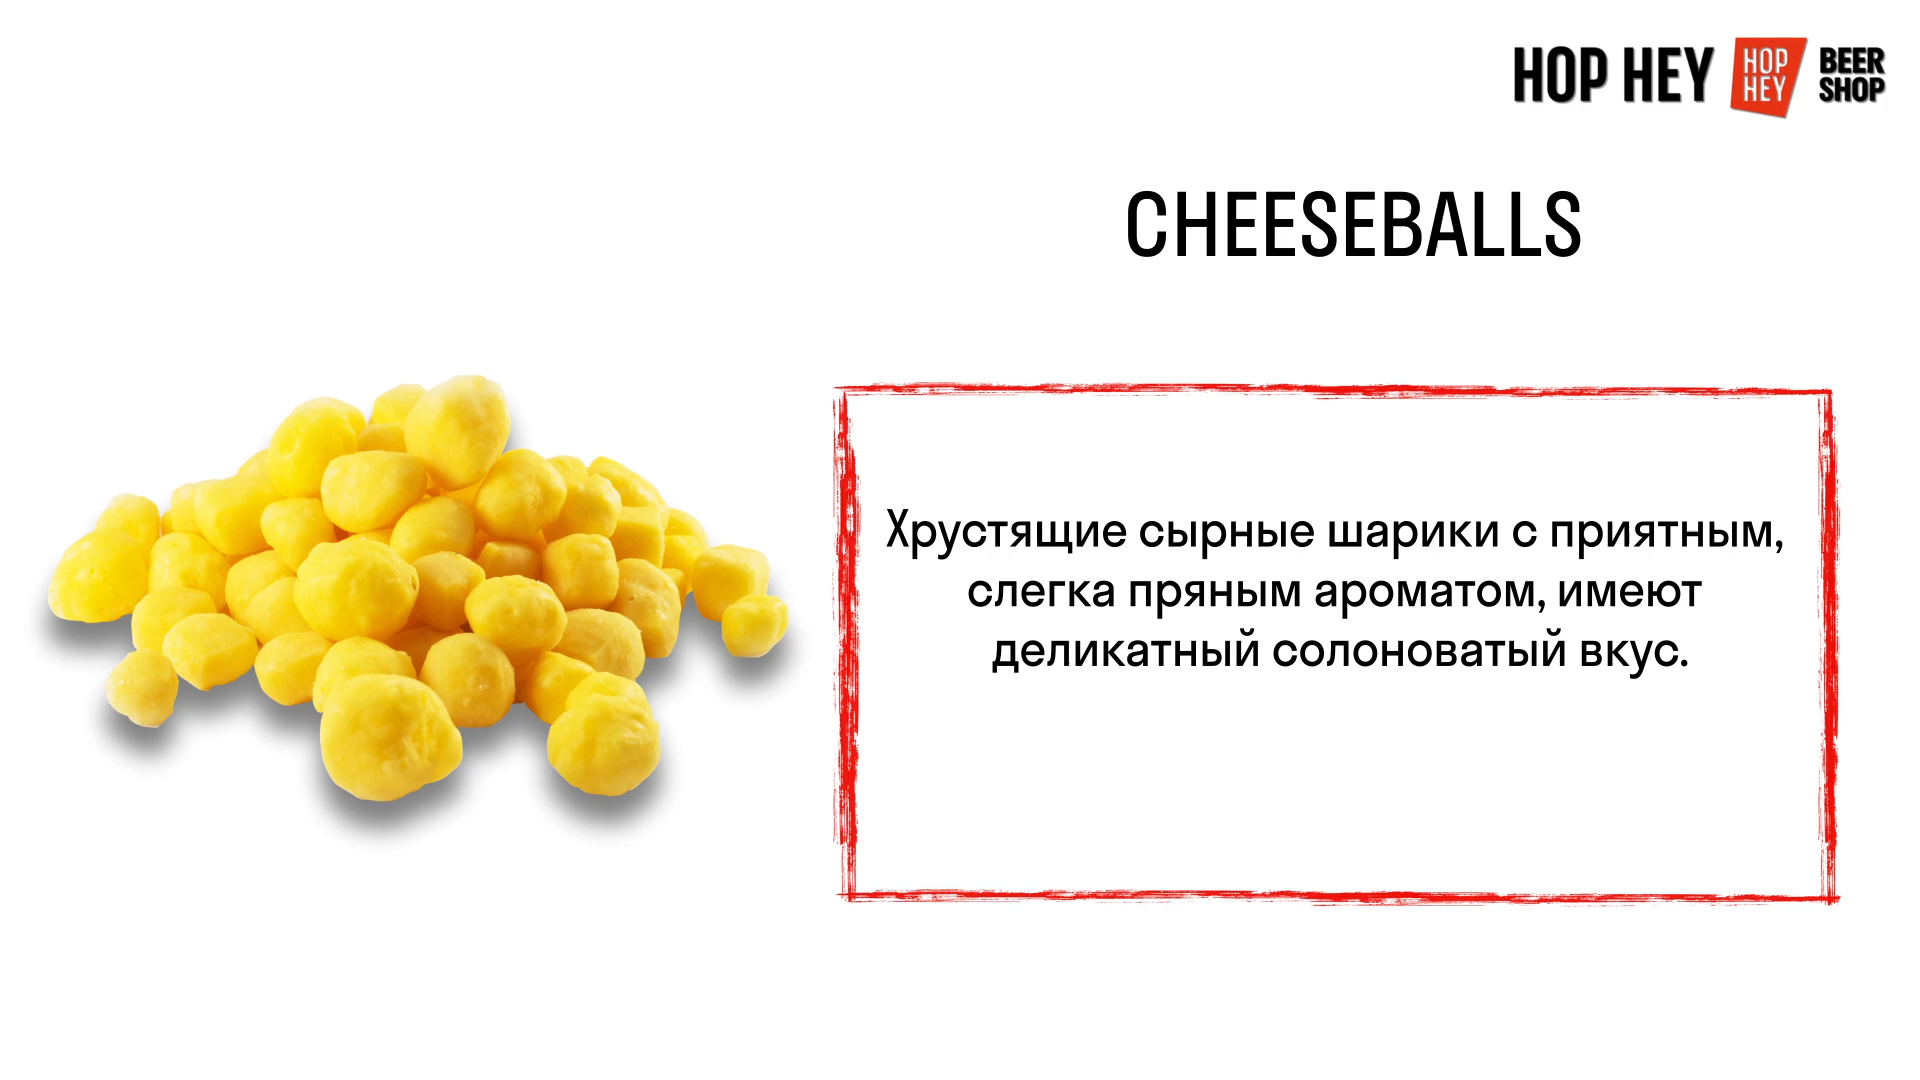 HOP HEY HOP HEY BEER SHOP
CHEESEBALLS
Хрустящие сырные шарики с приятным,
слегка пряным ароматом, имеют
деликатный солоноватый вкус.